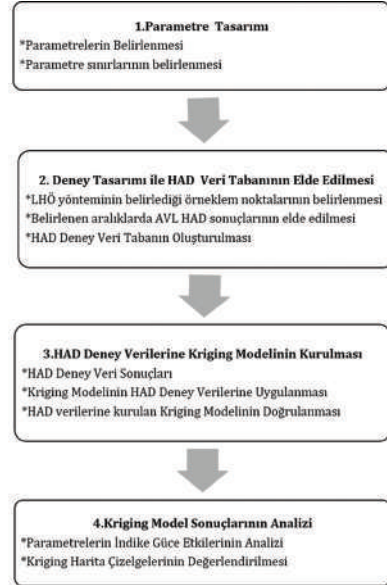 1.Parametre Tasarımı
*Parametrelerin Belirlenmesi
*Parametre sınırlarının belirlenmesi
2. Deney Tasarımı ile HAD Veri Tabanının Elde Edilmesi
*LHÖ yönteminin belirlediği örneklem noktalarının belirlenmesi
*Belirlenen aralıklarda AVL HAD sonuçlarının elde edilmesi
*HAD Deney Veri Tabanın Oluşturulması
3.HAD Deney Verilerine Kriging Modelinin Kurulması
*HAD Deney Veri Sonuçları
*Kriging Modelinin HAD Deney Verilerine Uygulanması
*HAD verilerine kurulan Kriging Modelinin Doğrulanması
4.Kriging Model Sonuçlarının Analizi
*Parametrelerin İndike Güce Etkilerinin Analizi
*Kriging Harita Çizelgelerinin Değerlendirilmesi